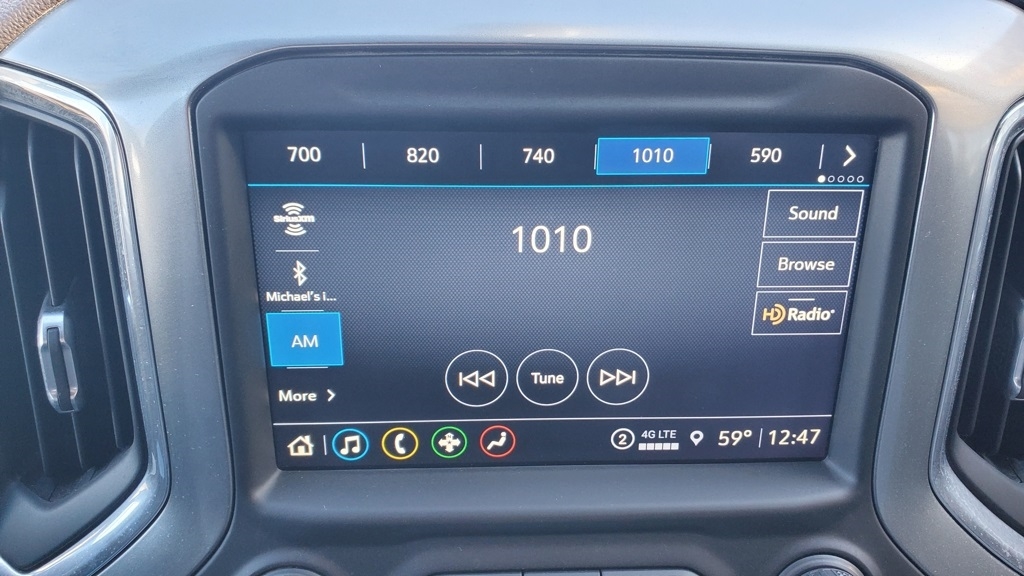 700 820 740 1010 590
SiriusXM
1010
Sound
Browse
Michael's i...
HD Radio
AM
Tune
More
2 4G LTE 59° 12:47